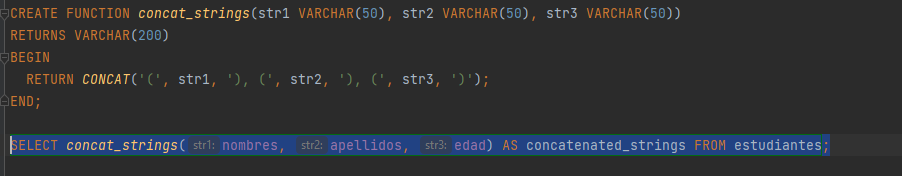 CREATE FUNCTION concat_strings(str1 VARCHAR(50), str2 VARCHAR(50), str3 VARCHAR(50))
RETURNS VARCHAR(200)
BEGIN
  RETURN CONCAT('(', str1, '), (', str2, '), (', str3, ')');
END;

SELECT concat_strings( str1: nombres, str2: apellidos, str3: edad) AS concatenated_strings FROM estudiantes;